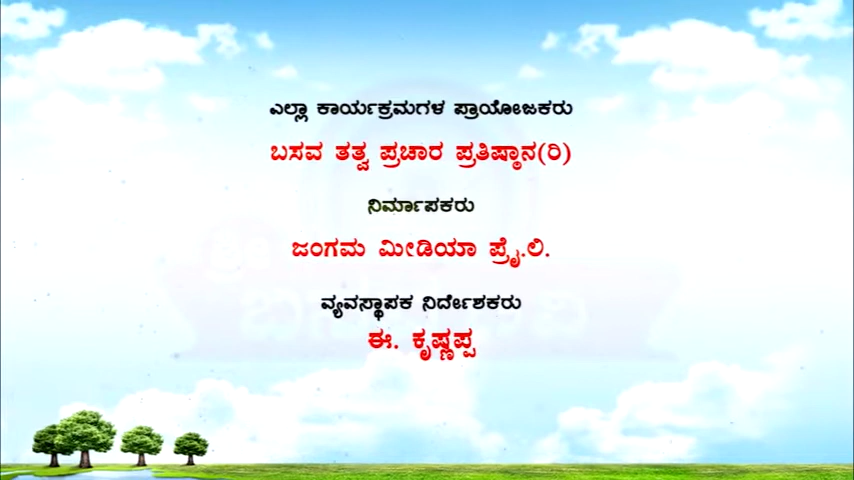 ಎಲ್ಲಾ ಕಾರ್ಯಕ್ರಮಗಳ ಪ್ರಾಯೋಜಕರು
ಬಸವ ತತ್ವ ಪ್ರಚಾರ ಪ್ರತಿಷ್ಠಾನ(ರಿ)
ನಿರ್ಮಾಪಕರು
ಜಂಗಮ ಮೀಡಿಯಾ ಪ್ರೈ.ಲಿ.
ವ್ಯವಸ್ಥಾಪಕ ನಿರ್ದೇಶಕರು
ಈ. ಕೃಷ್ಣಪ್ಪ